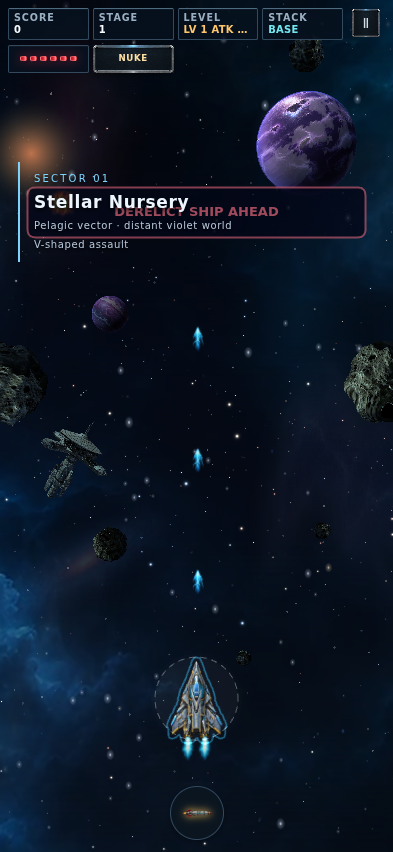 SCORE
0
STAGE
1
LEVEL
LV 1 ATK ...
STACK
BASE
II
NUKE
SECTOR 01
Stellar Nursery
DERELICT SHIP AHEAD
Pelagic vector · distant violet world
V-shaped assault